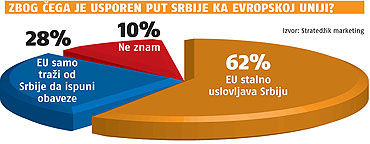 ZBOG ČEGA JE USPOREN PUT SRBIJE KA EVROPSKOJ UNIJI?
Izvor: Stratedžik marketing
28%
EU samo
traži od
Srbije da ispuni
obaveze
10%
Ne znam
62%
EU stalno
uslovljava Srbiju